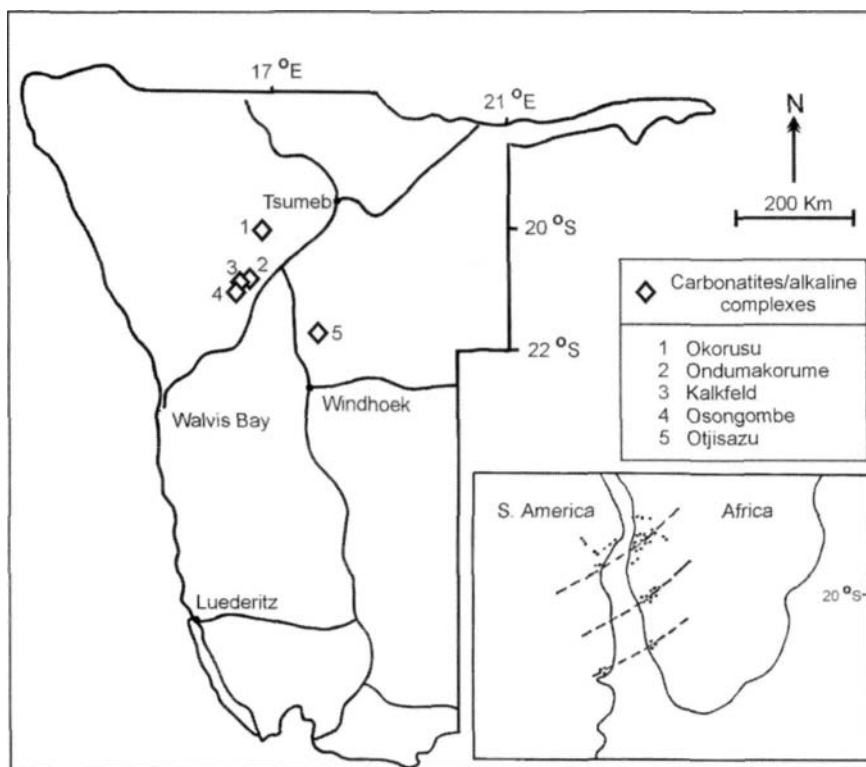 17 °E
21 °E
N
Tsumeb
200 Km
1
20 °S
3 2
4
Carbonatites/alkaline
complexes
5
22 °S
1 Okorusu
2 Ondumakorume
3 Kalkfeld
4 Osongombe
5 Otjisazu
Windhoek
Walvis Bay
S. America
Africa
20 °S
Luederitz